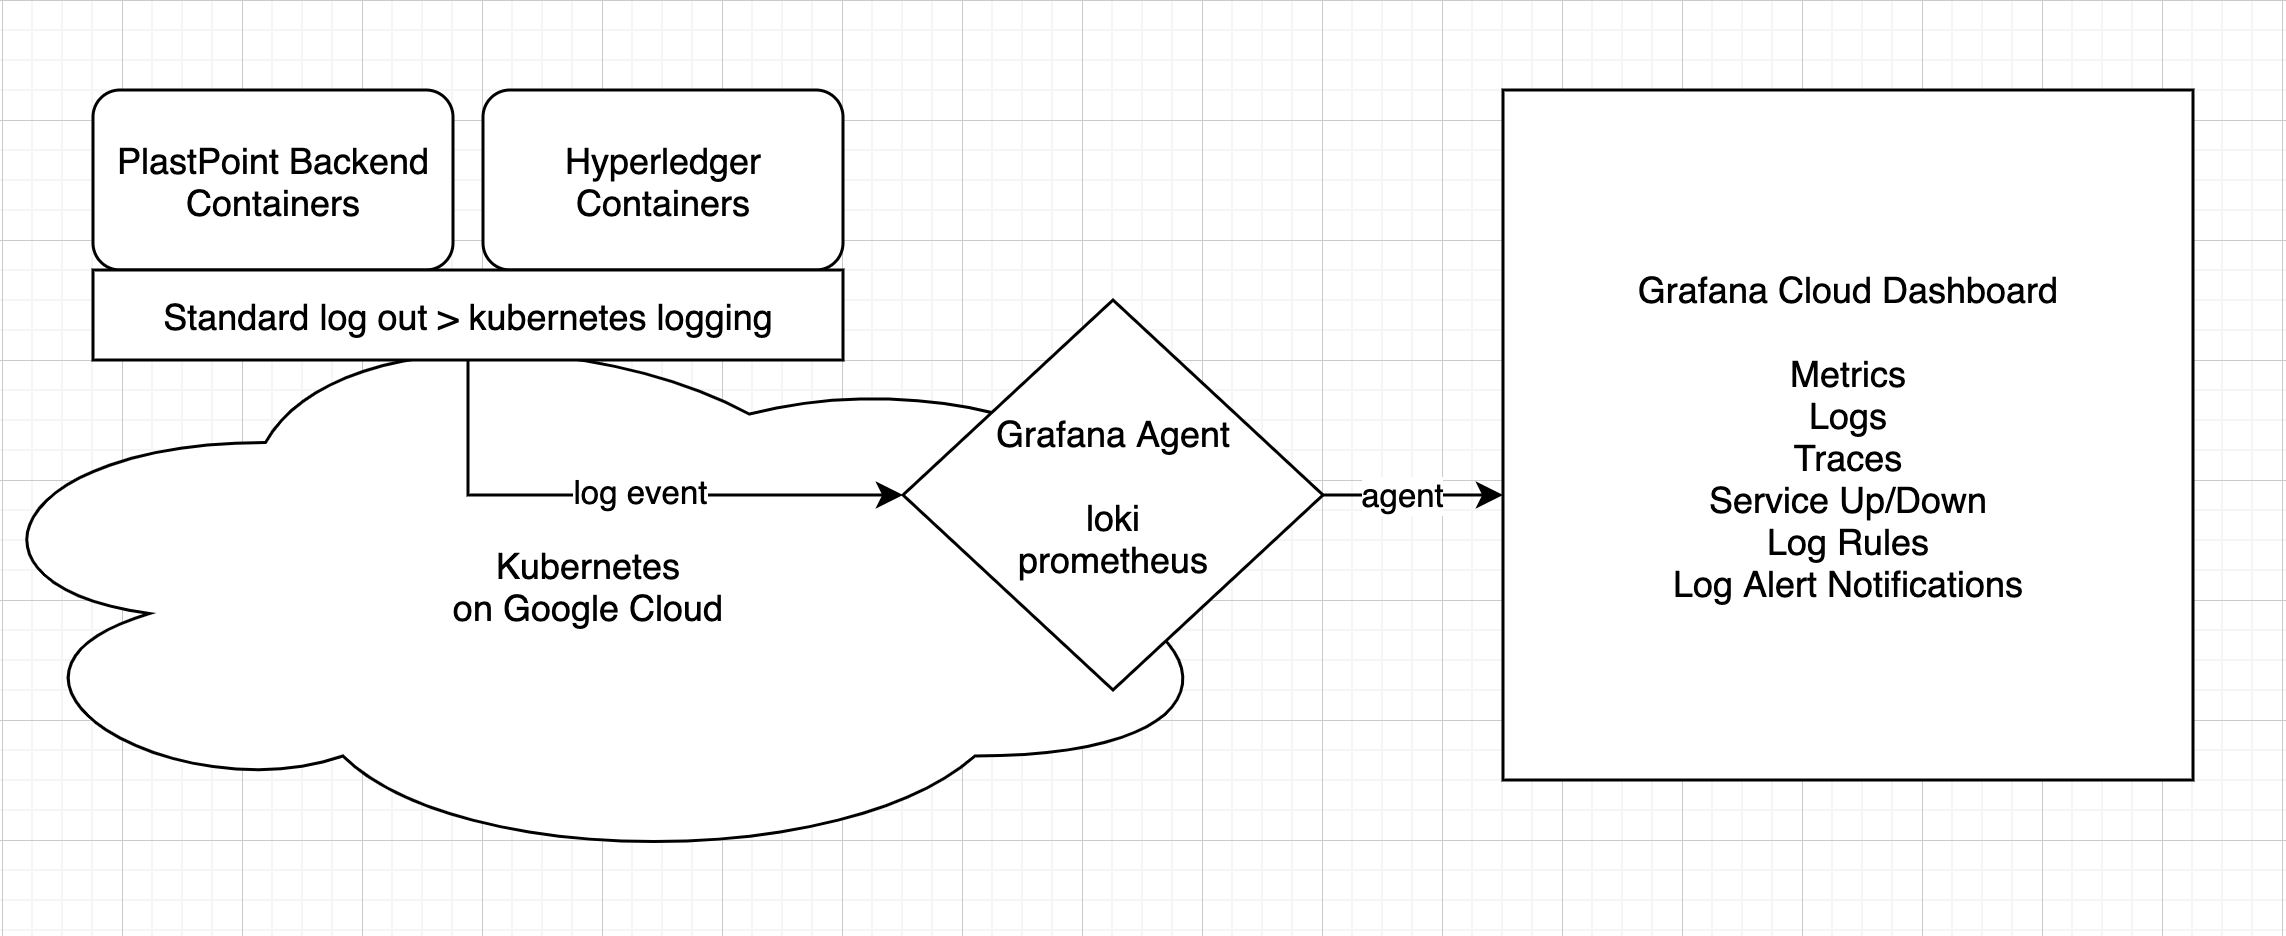 PlastPoint Backend
Containers
Hyperledger
Containers
Standard log out > kubernetes logging
log event
Kubernetes
on Google Cloud
Grafana Agent
loki
prometheus
agent
Grafana Cloud Dashboard
Metrics
Logs
Traces
Service Up/Down
Log Rules
Log Alert Notifications